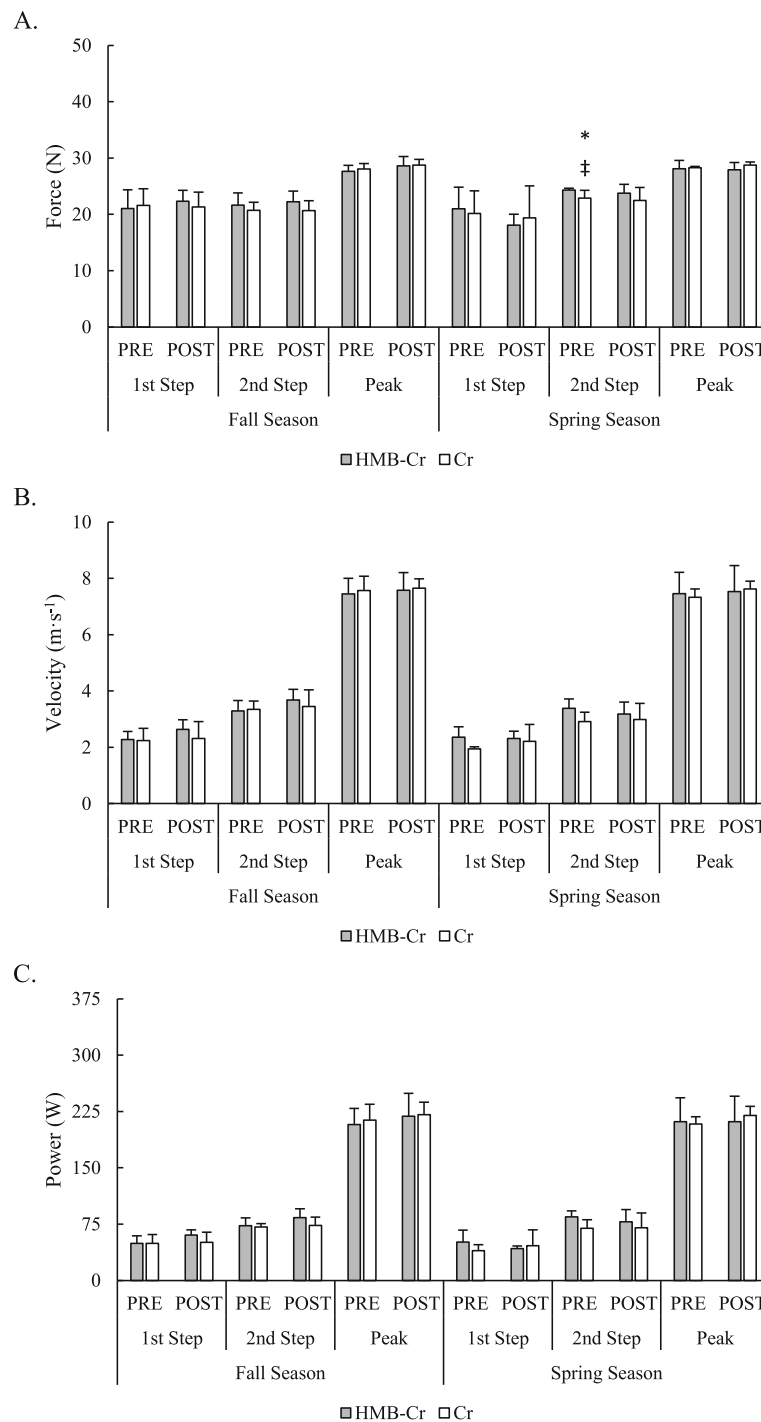 A.
50
40
30
20
10
0
Force (N)
*
‡
PRE POST PRE POST PRE POST PRE POST PRE POST PRE POST
1st Step 2nd Step Peak 1st Step 2nd Step Peak
Fall Season Spring Season
HMB-Cr Cr
B.
10
8
6
4
2
0
Velocity (m·s-1)
PRE POST PRE POST PRE POST PRE POST PRE POST PRE POST
1st Step 2nd Step Peak 1st Step 2nd Step Peak
Fall Season Spring Season
HMB-Cr Cr
C.
375
300
225
150
75
0
Power (W)
PRE POST PRE POST PRE POST PRE POST PRE POST PRE POST
1st Step 2nd Step Peak 1st Step 2nd Step Peak
Fall Season Spring Season
HMB-Cr Cr